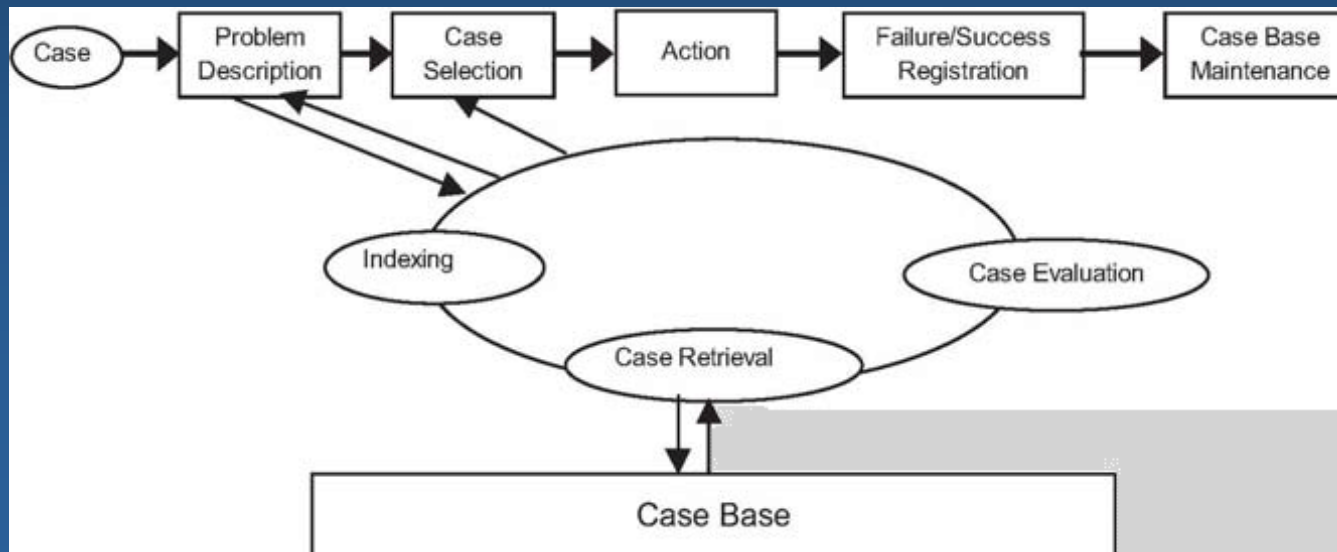 Case
Problem
Description
Case
Selection
Action
Failure/Success
Registration
Case Base
Maintenance
Indexing
Case Evaluation
Case Retrieval
Case Base